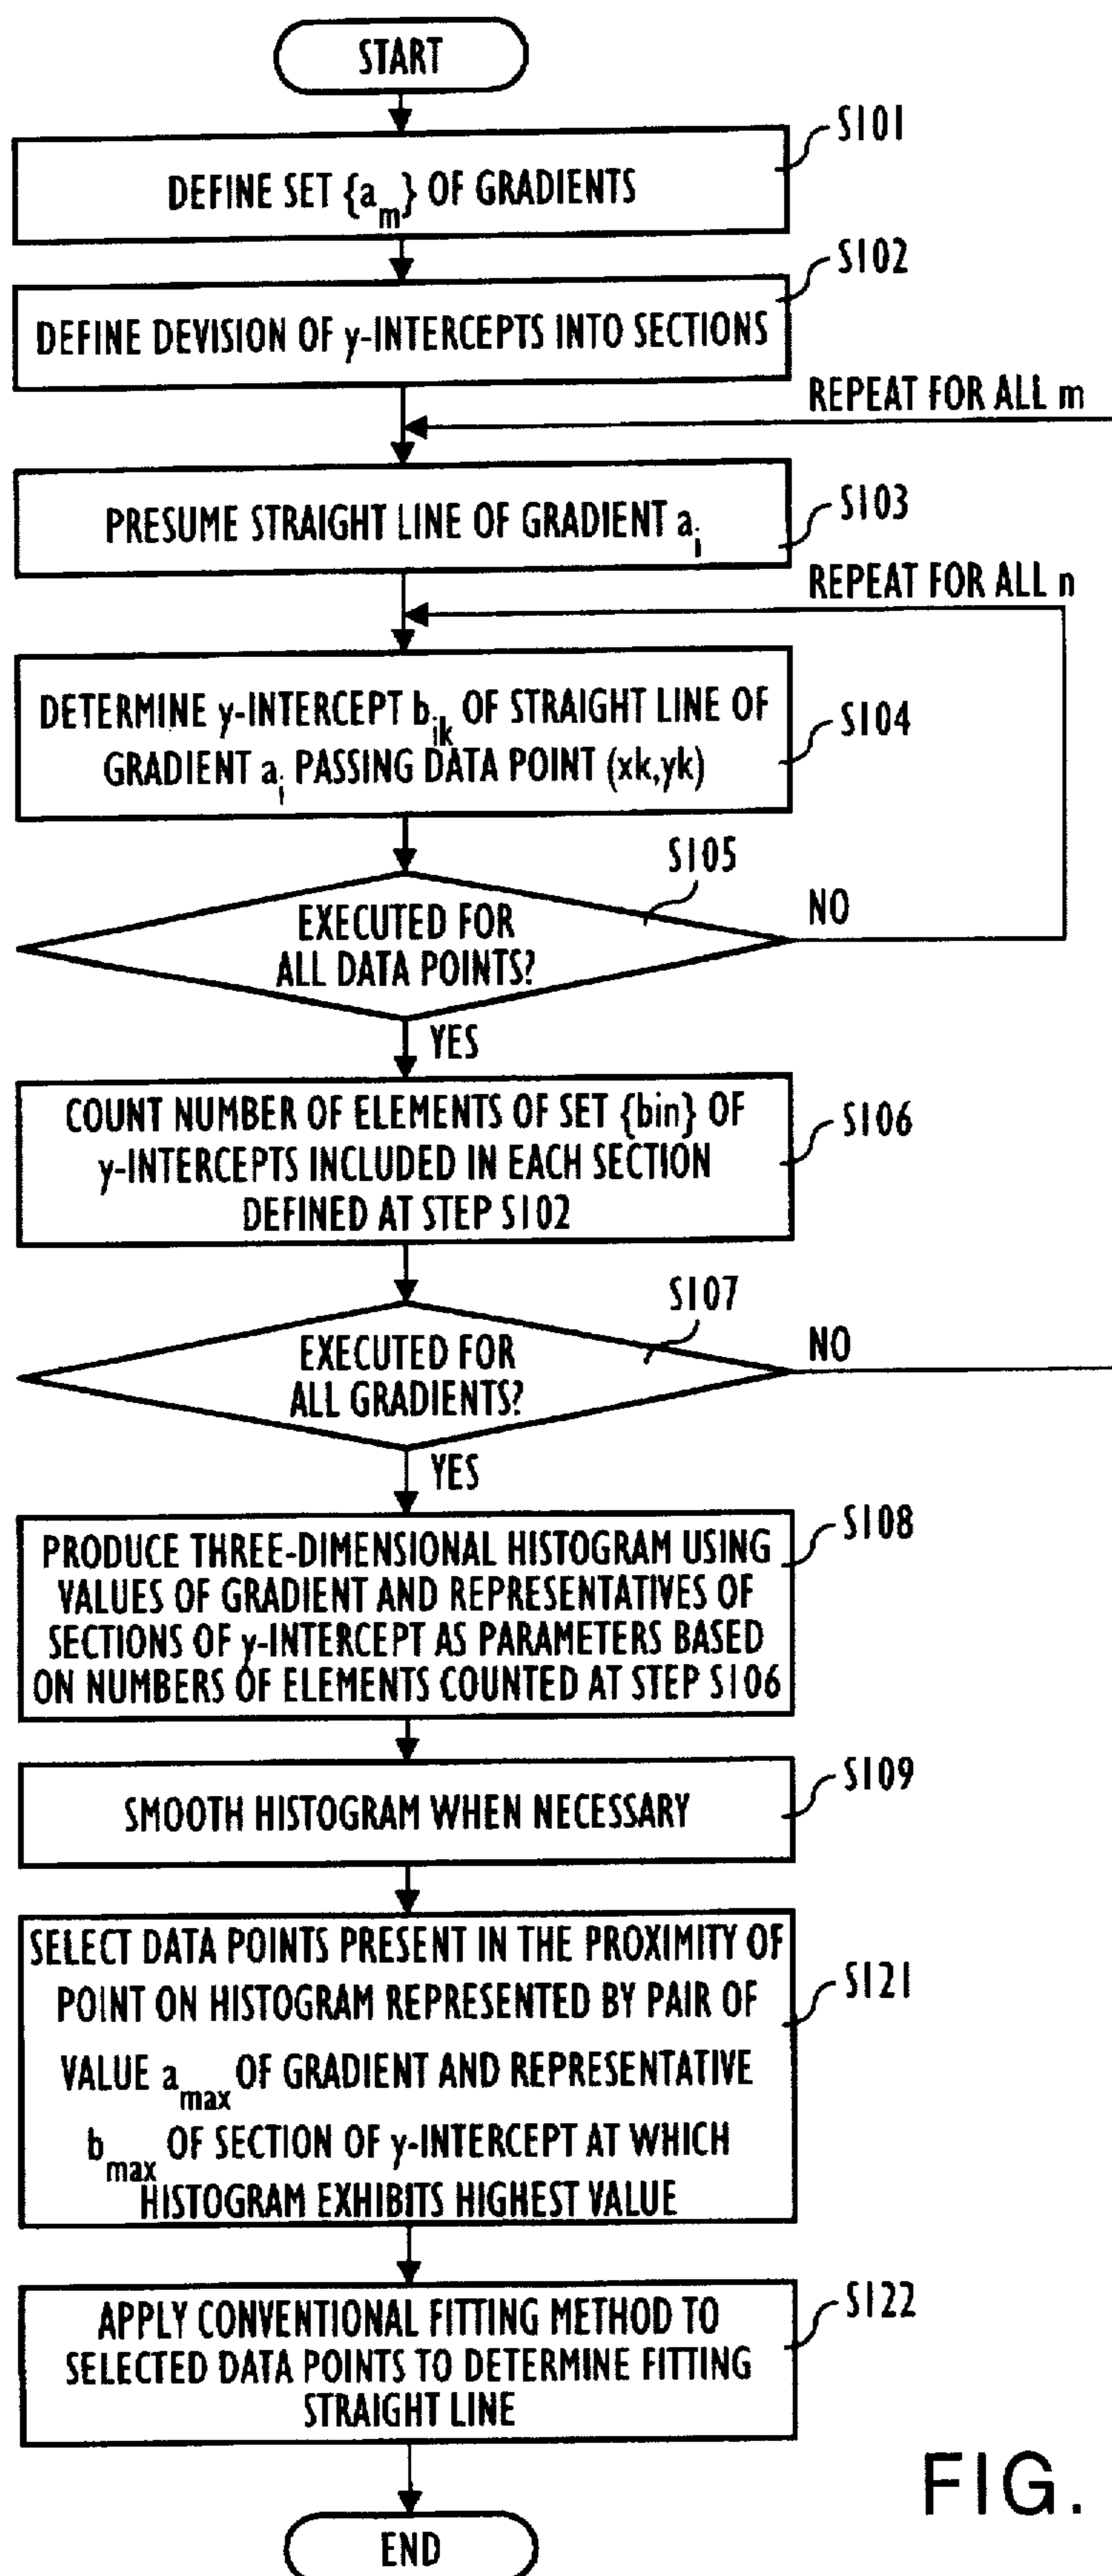 START
S101
DEFINE SET {am} OF GRADIENTS
S102
DEFINE DEVISION OF y-INTERCEPTS INTO SECTIONS
REPEAT FOR ALL m
S103
PRESUME STRAIGHT LINE OF GRADIENT ai
REPEAT FOR ALL n
DETERMINE y-INTERCEPT bik OF STRAIGHT LINE OF
GRADIENT ai PASSING DATA POINT (xk,yk)
S104
S105
EXECUTED FOR
ALL DATA POINTS?
NO
YES
COUNT NUMBER OF ELEMENTS OF SET {bin} OF
y-INTERCEPTS INCLUDED IN EACH SECTION
DEFINED AT STEP S102
S106
S107
EXECUTED FOR
ALL GRADIENTS?
NO
YES
S108
PRODUCE THREE-DIMENSIONAL HISTOGRAM USING
VALUES OF GRADIENT AND REPRESENTATIVES OF
SECTIONS OF y-INTERCEPT AS PARAMETERS BASED
ON NUMBERS OF ELEMENTS COUNTED AT STEP S106
S109
SMOOTH HISTOGRAM WHEN NECESSARY
SELECT DATA POINTS PRESENT IN THE PROXIMITY OF
POINT ON HISTOGRAM REPRESENTED BY PAIR OF
VALUE amax OF GRADIENT AND REPRESENTATIVE
bmax OF SECTION OF y-INTERCEPT AT WHICH
HISTOGRAM EXHIBITS HIGHEST VALUE
S121
S122
APPLY CONVENTIONAL FITTING METHOD TO
SELECTED DATA POINTS TO DETERMINE FITTING
STRAIGHT LINE
FIG.
END